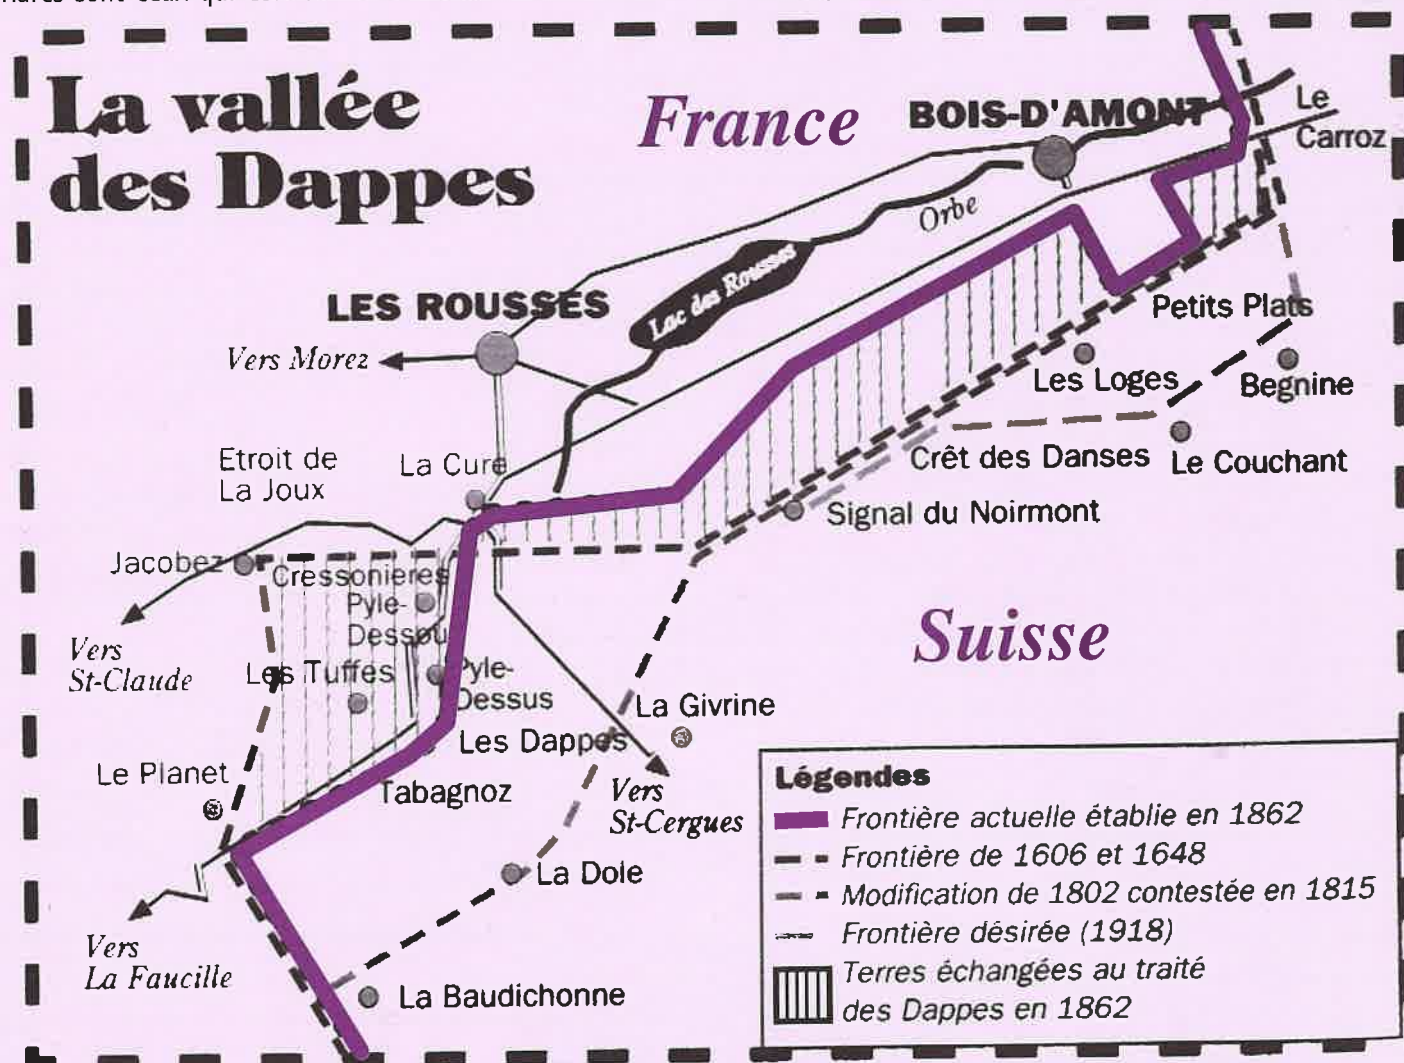 La vallée
des Dappes
France
BOIS-D'AMONT
Le
Carroz
Orbe
Lac des Rousses
LES ROUSSES
Vers Morez
Petits Plats
Les Loges
Begnine
Etroit de
La Joux
La Cure
Crêt des Danses
Le Couchant
Signal du Noirmont
Jacobez
Cressonieres
Pyle-
Dessou
Vers
St-Claude
Les Tuffes
Pyle-
Dessus
Suisse
La Givrine
Les Dappes
Le Planet
Tabagnoz
Vers
St-Cergues
La Dole
Vers
La Faucille
La Baudichonne
Légendes
Frontière actuelle établie en 1862
Frontière de 1606 et 1648
Modification de 1802 contestée en 1815
Frontière désirée (1918)
Terres échangées au traité
des Dappes en 1862